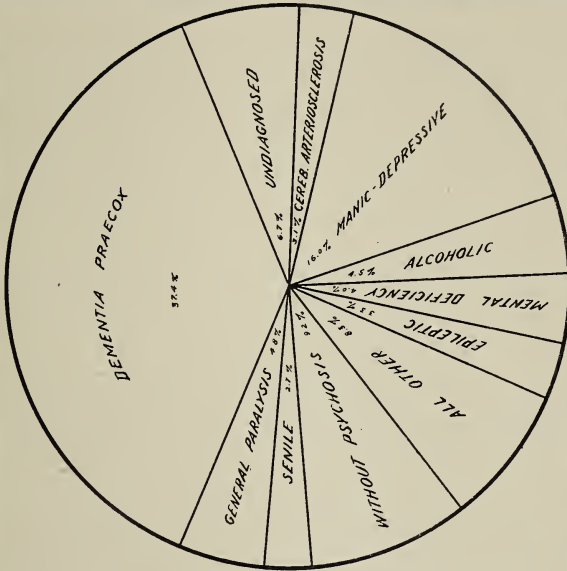 DEMENTIA PRAECOX
37.4%
UNDIAGNOSED
6.7%
CEREB. ARTERIOSCLEROSIS
3.1%
MANIC-DEPRESSIVE
16.0%
ALCOHOLIC
4.5%
MENTAL DEFICIENCY
4.0%
EPILEPTIC
3.3%
ALL OTHER
8.3%
WITHOUT PSYCHOSIS
9.2%
SENILE
2.7%
GENERAL PARALYSIS
4.8%